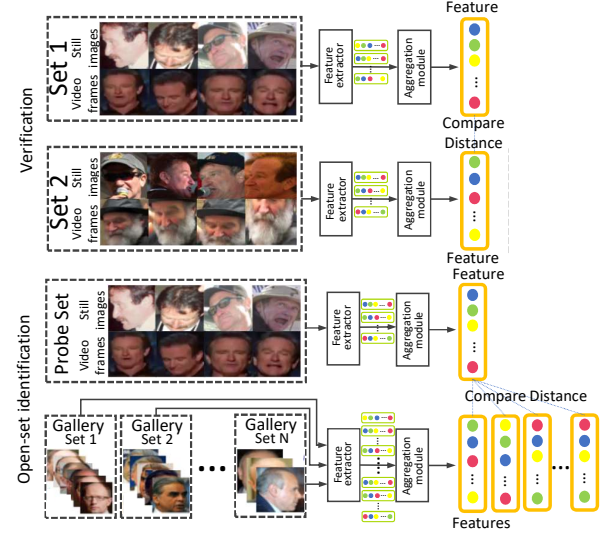 Verification
Set 1
Still
images
Video
frames
Feature
extractor
...
...
...
Aggregation
module
Feature
...
Compare
Distance
Set 2
Still
images
Video
frames
Feature
extractor
...
...
...
Aggregation
module
...
Feature
Open-set identification
Probe Set
Still
images
Video
frames
Feature
extractor
...
...
...
Aggregation
module
Feature
...
Compare Distance
Gallery
Set 1
Gallery
Set 2
...
Gallery
Set N
Feature
extractor
...
...
...
Aggregation
module
...
Features